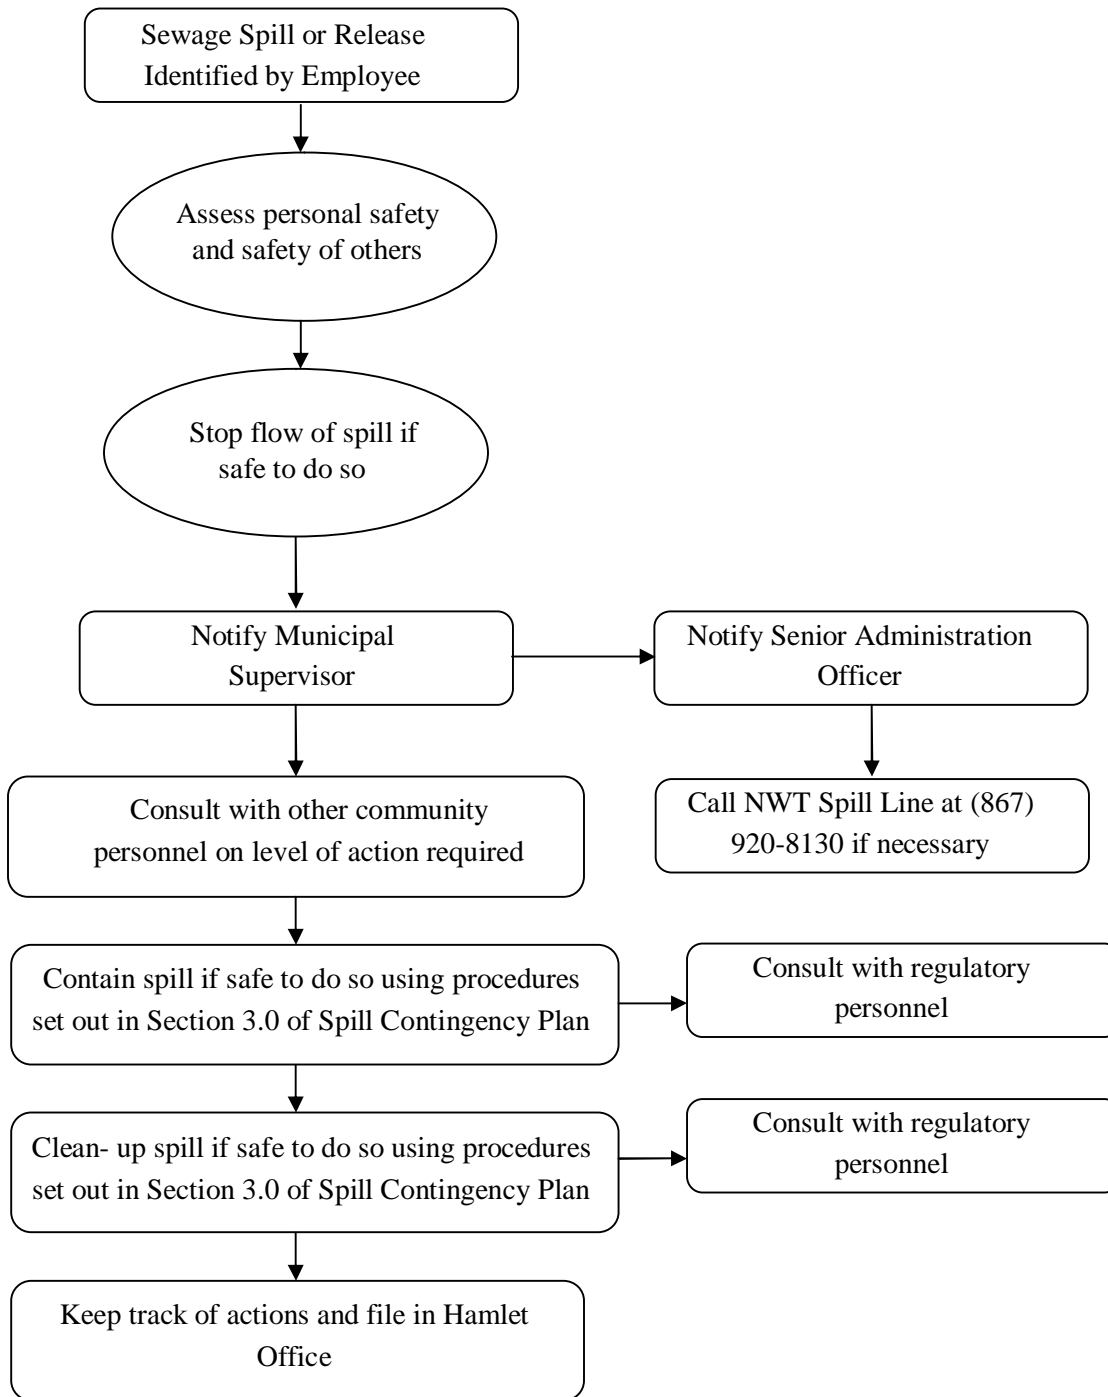 Sewage Spill or Release
Identified by Employee
Assess personal safety
and safety of others
Stop flow of spill if
safe to do so
Notify Municipal
Supervisor
Notify Senior Administration
Officer
Consult with other community
personnel on level of action required
Call NWT Spill Line at (867)
920-8130 if necessary
Contain spill if safe to do so using procedures
set out in Section 3.0 of Spill Contingency Plan
Consult with regulatory
personnel
Clean- up spill if safe to do so using procedures
set out in Section 3.0 of Spill Contingency Plan
Consult with regulatory
personnel
Keep track of actions and file in Hamlet
Office